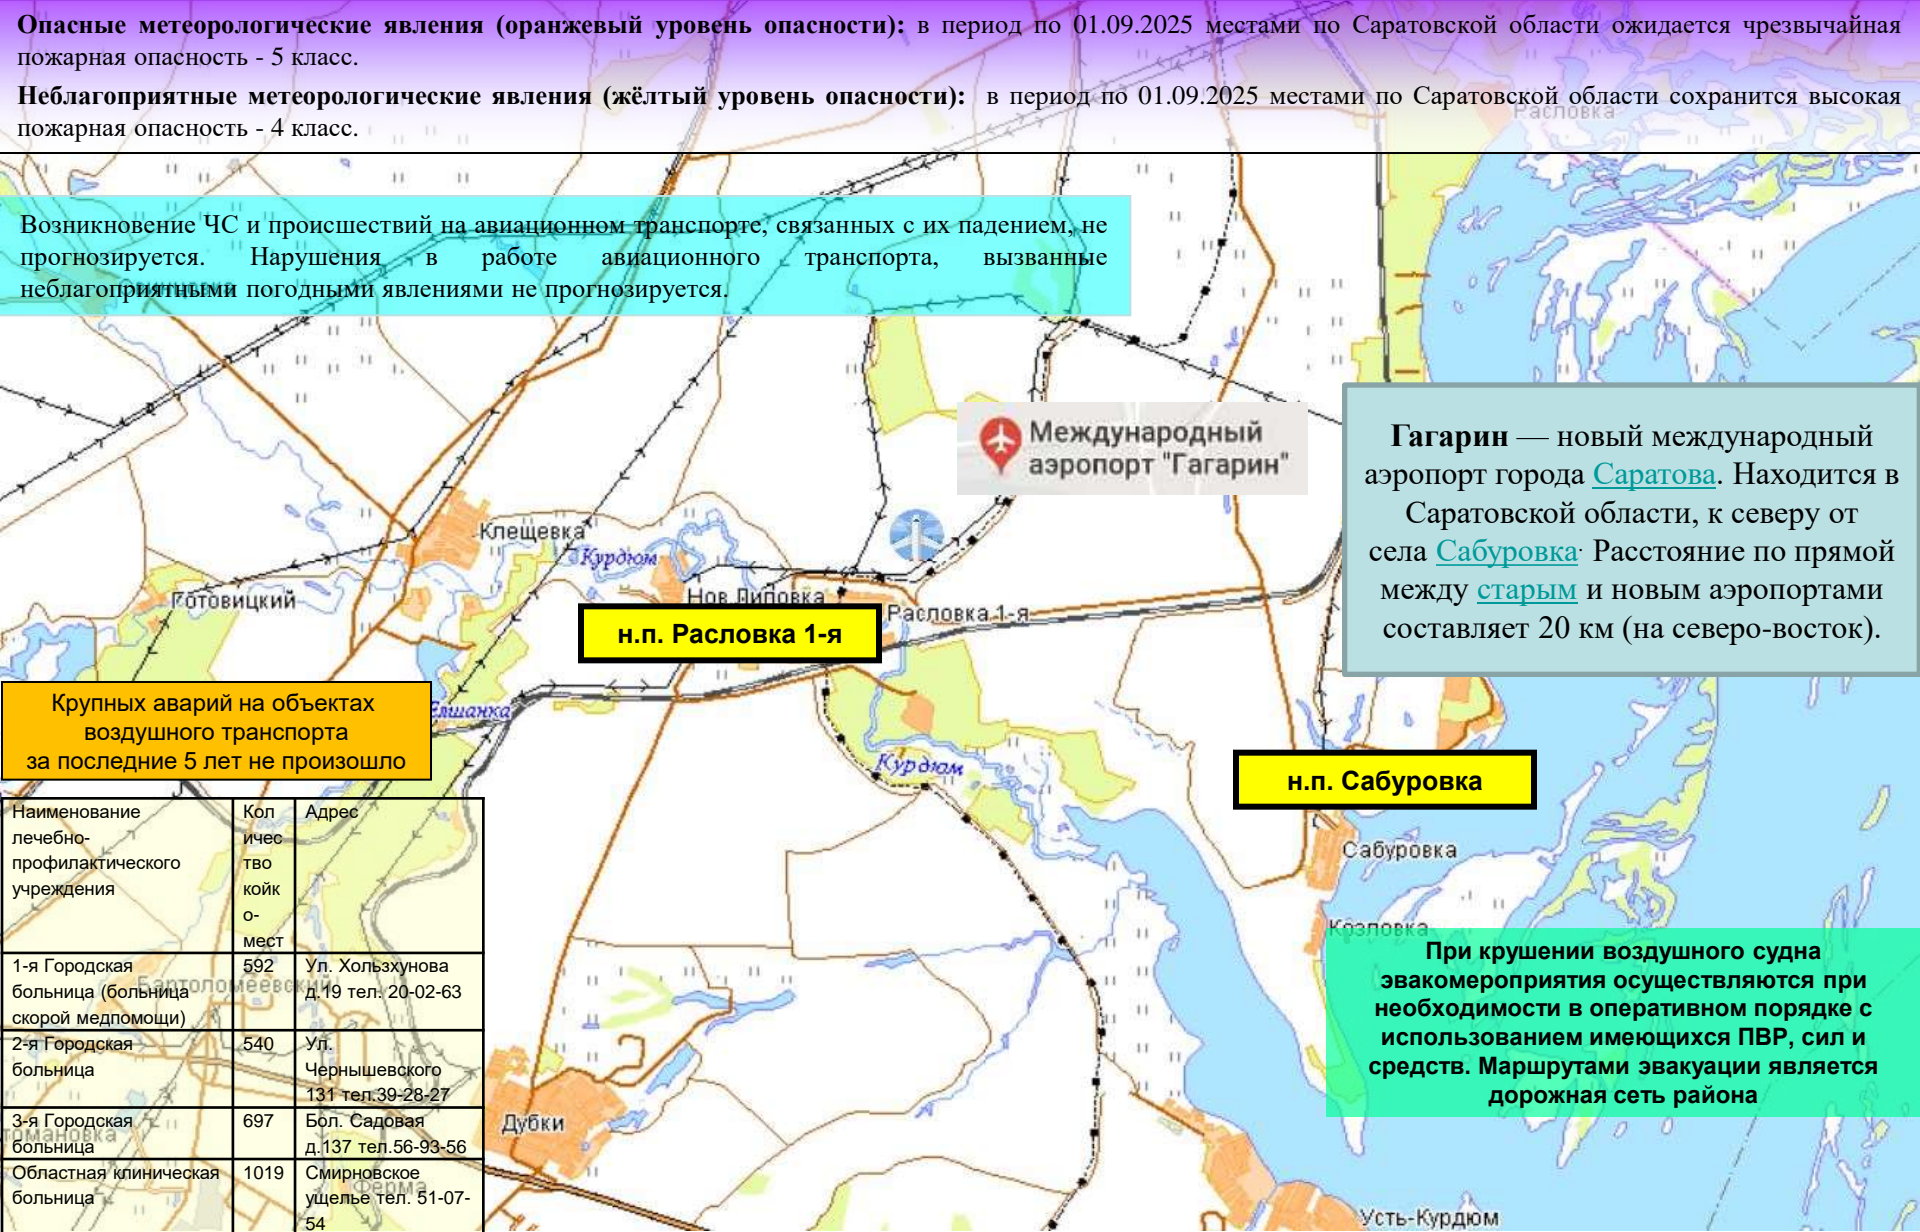 Опасные метеорологические явления (оранжевый уровень опасности): в период по 01.09.2025 местами по Саратовской области ожидается чрезвычайная
пожарная опасность - 5 класс.
Неблагоприятные метеорологические явления (жёлтый уровень опасности): в период по 01.09.2025 местами по Саратовской области сохранится высокая
пожарная опасность - 4 класс.
Расловка
Возникновение ЧС и происшествий на авиационном транспорте, связанных с их падением, не
прогнозируется. Нарушения в работе авиационного транспорта, вызванные
неблагоприятными погодными явлениями не прогнозируется.
Международный
аэропорт "Гагарин"
Гагарин — новый международный
аэропорт города Саратова. Находится в
Саратовской области, к северу от
села Сабуровка. Расстояние по прямой
между старым и новым аэропортами
составляет 20 км (на северо-восток).
Клещевка
Курдюм
Готовицкий
Нов.Липовка
Расловка 1-я
н.п. Расловка 1-я
Елшанка
Крупных аварий на объектах
воздушного транспорта
за последние 5 лет не произошло
Курдюм
н.п. Сабуровка
Сабуровка
Козловка
Наименование
лечебно-
профилактического
учреждения
Кол
ичес
тво
койк
о-
мест
Адрес
1-я Городская
больница (больница
скорой медпомощи)
592
Ул. Хользхунова
д.19 тел. 20-02-63
Бартоломеевский
2-я Городская
больница
540
Ул.
Чернышевского
131 тел.39-28-27
3-я Городская
больница
697
Бол. Садовая
д.137 тел.56-93-56
Областная клиническая
больница
1019
Смирновское
ущелье тел. 51-07-
54
Ферма
Дубки
При крушении воздушного судна
эвакомероприятия осуществляются при
необходимости в оперативном порядке с
использованием имеющихся ПВР, сил и
средств. Маршрутами эвакуации является
дорожная сеть района
Усть-Курдюм